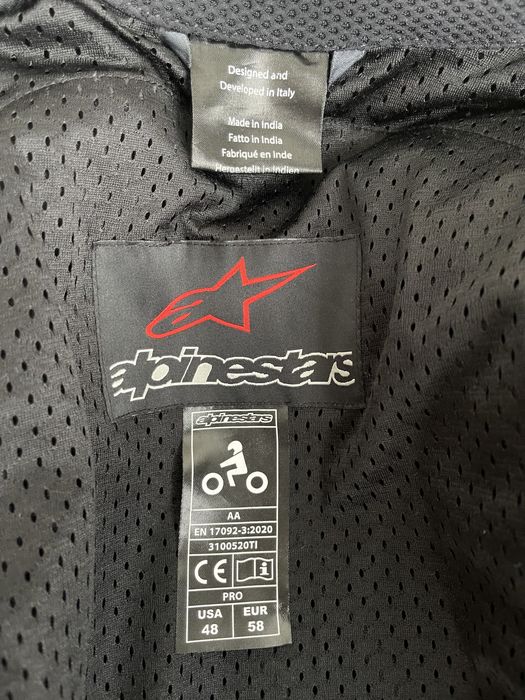 Designed and
Developed in Italy
Made in India
Fatto in India
Fabriqué en Inde
Hergestellt in Indien
alpinestars
alpinestars
AA
EN 17092-3:2020
3100520TI
CE i
PRO
USA EUR
48 58